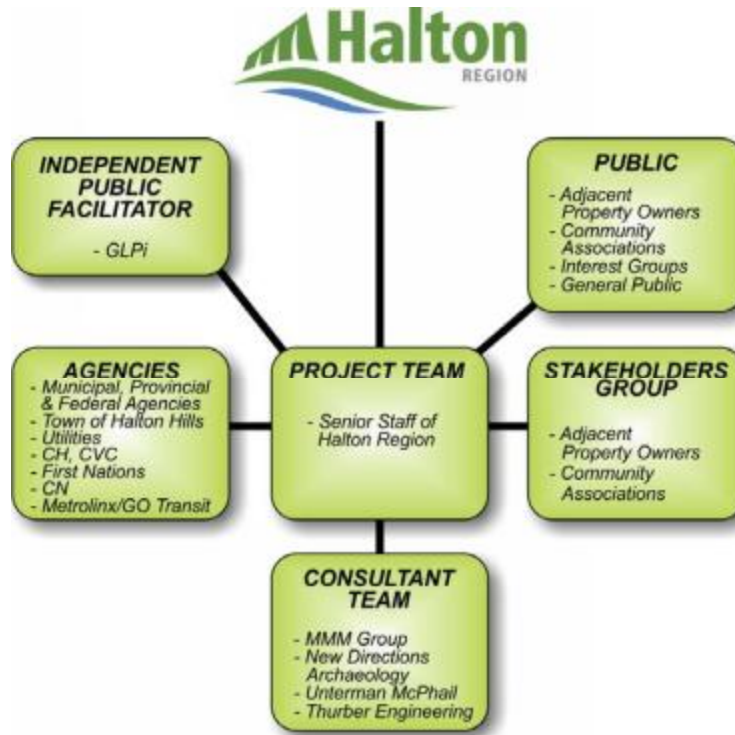 Halton
REGION
INDEPENDENT
PUBLIC
FACILITATOR
- GLPi
PUBLIC
- Adjacent
Property Owners
- Community
Associations
- Interest Groups
- General Public
AGENCIES
- Municipal, Provincial
& Federal Agencies
- Town of Halton Hills
- Utilities
- CH, CVC
- First Nations
- CN
- Metrolinx/GO Transit
PROJECT TEAM
- Senior Staff of
Halton Region
STAKEHOLDERS
GROUP
- Adjacent
Property Owners
- Community
Associations
CONSULTANT
TEAM
- MMM Group
- New Directions
Archaeology
- Unterman McPhail
- Thurber Engineering